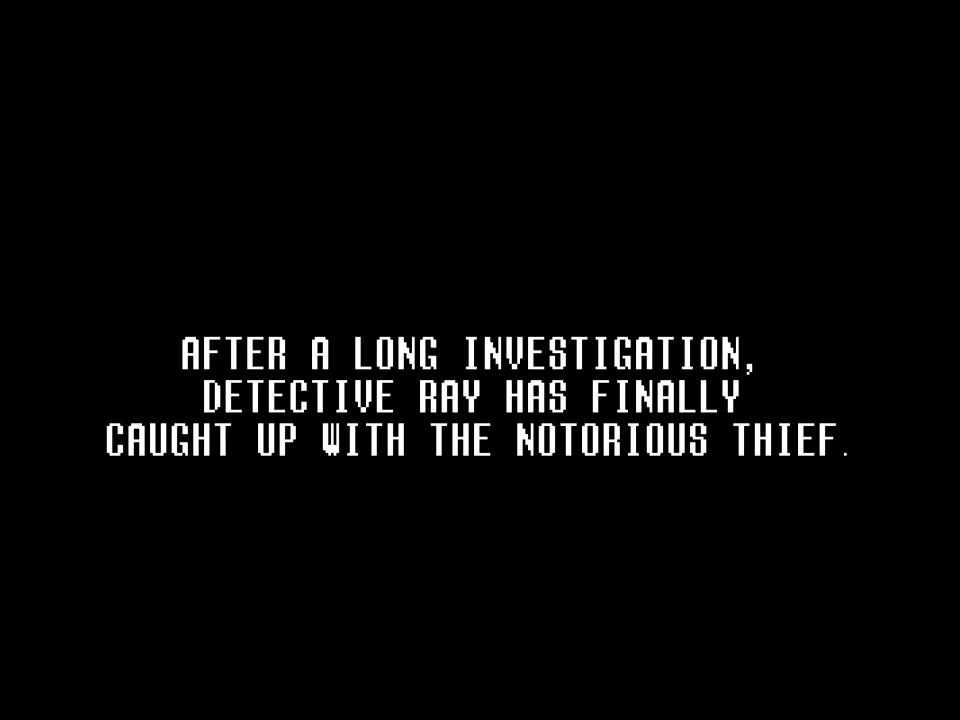 AFTER A LONG INVESTIGATION,
DETECTIVE RAY HAS FINALLY
CAUGHT UP WITH THE NOTORIOUS THIEF.